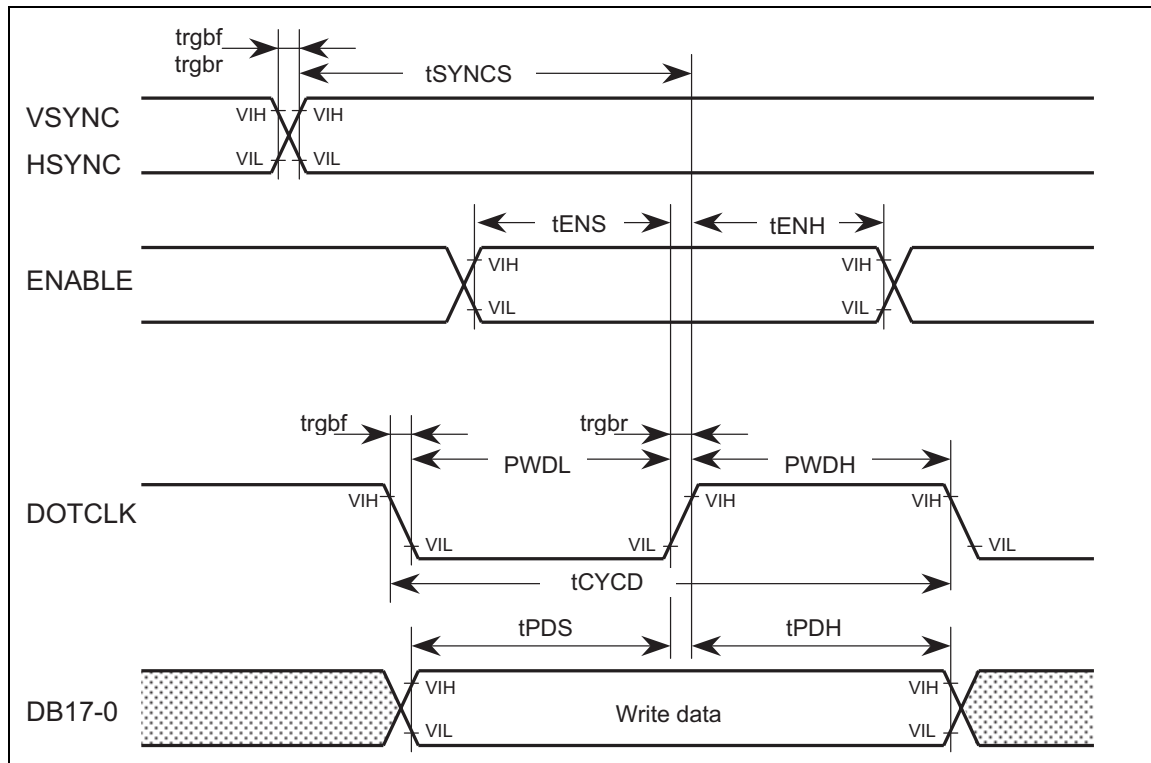 trgbf
trgbr
tSYNCS
VSYNC
VIH
VIH
HSYNC
VIL
VIL
tENS
tENH
ENABLE
VIH
VIH
VIL
VIL
trgbf
trgbr
PWDL
PWDH
DOTCLK
VIH
VIH
VIH
VIL
VIL
VIL
tCYCD
tPDS
tPDH
DB17-0
VIH
VIH
Write data
VIL
VIL